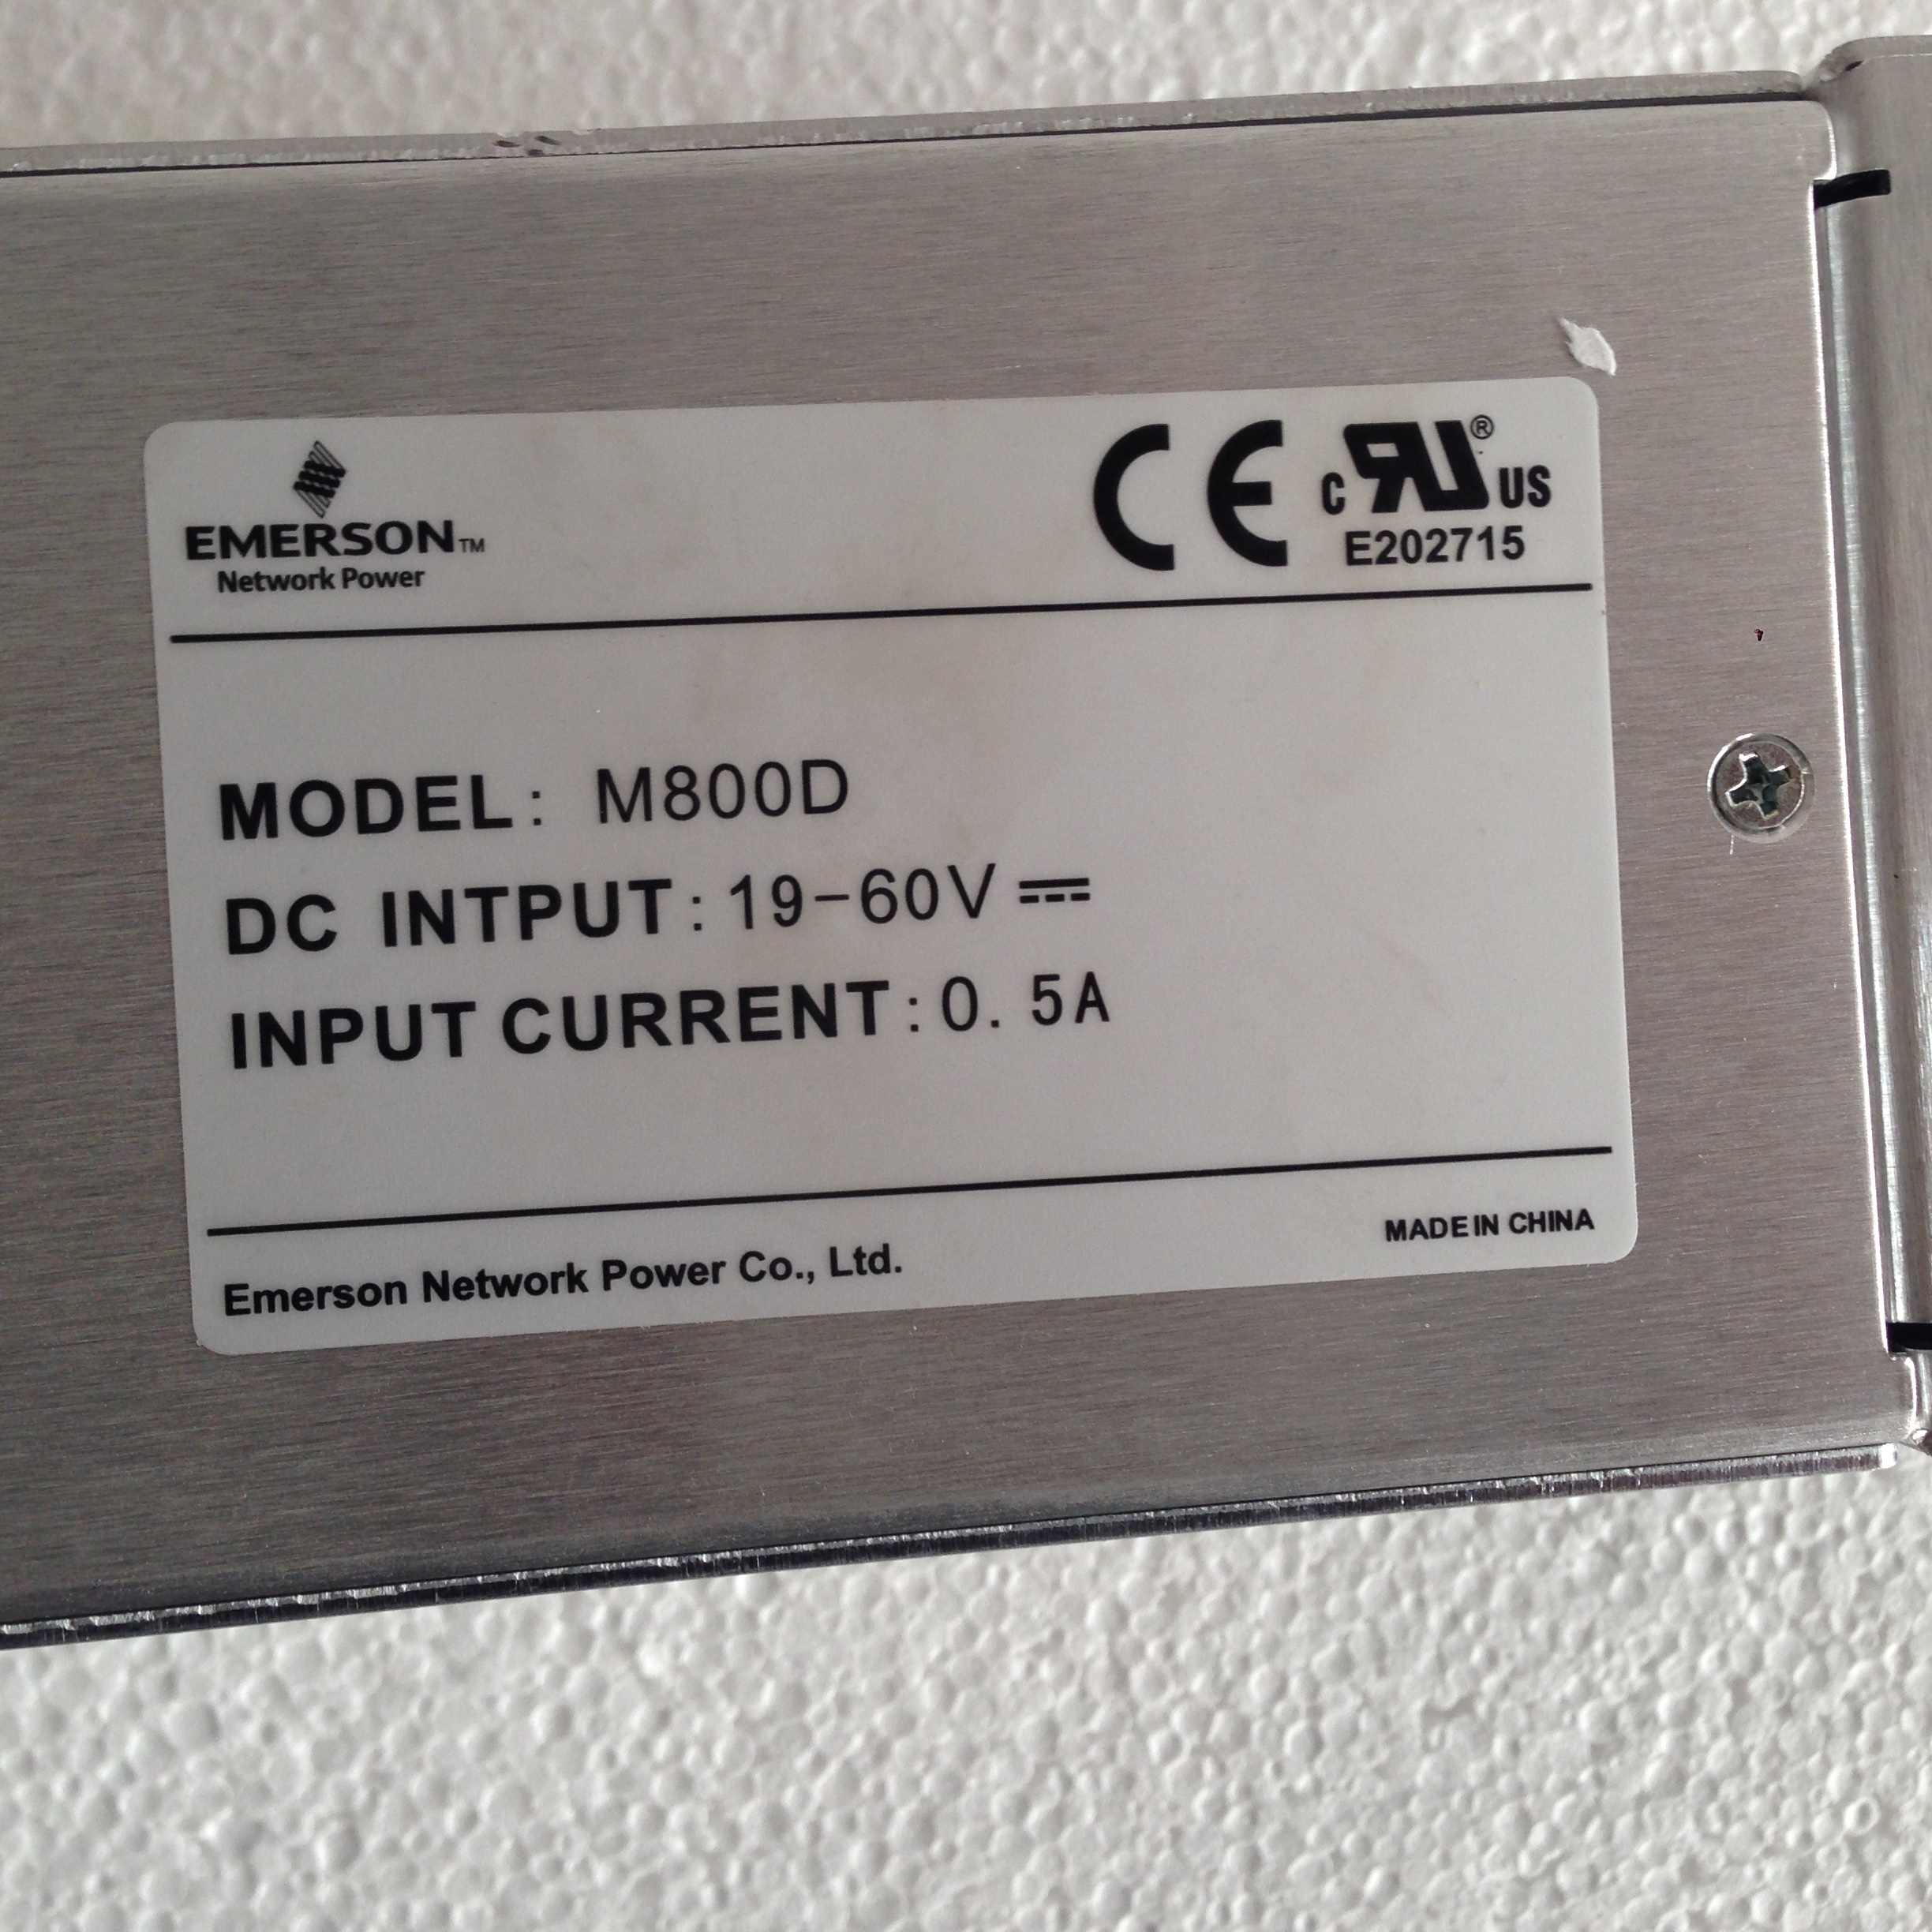 EMERSON™
Network Power
CE
c RU® US
E202715
MODEL: M800D
DC INTPUT: 19-60V ⎓
INPUT CURRENT: 0.5A
Emerson Network Power Co., Ltd.
MADE IN CHINA